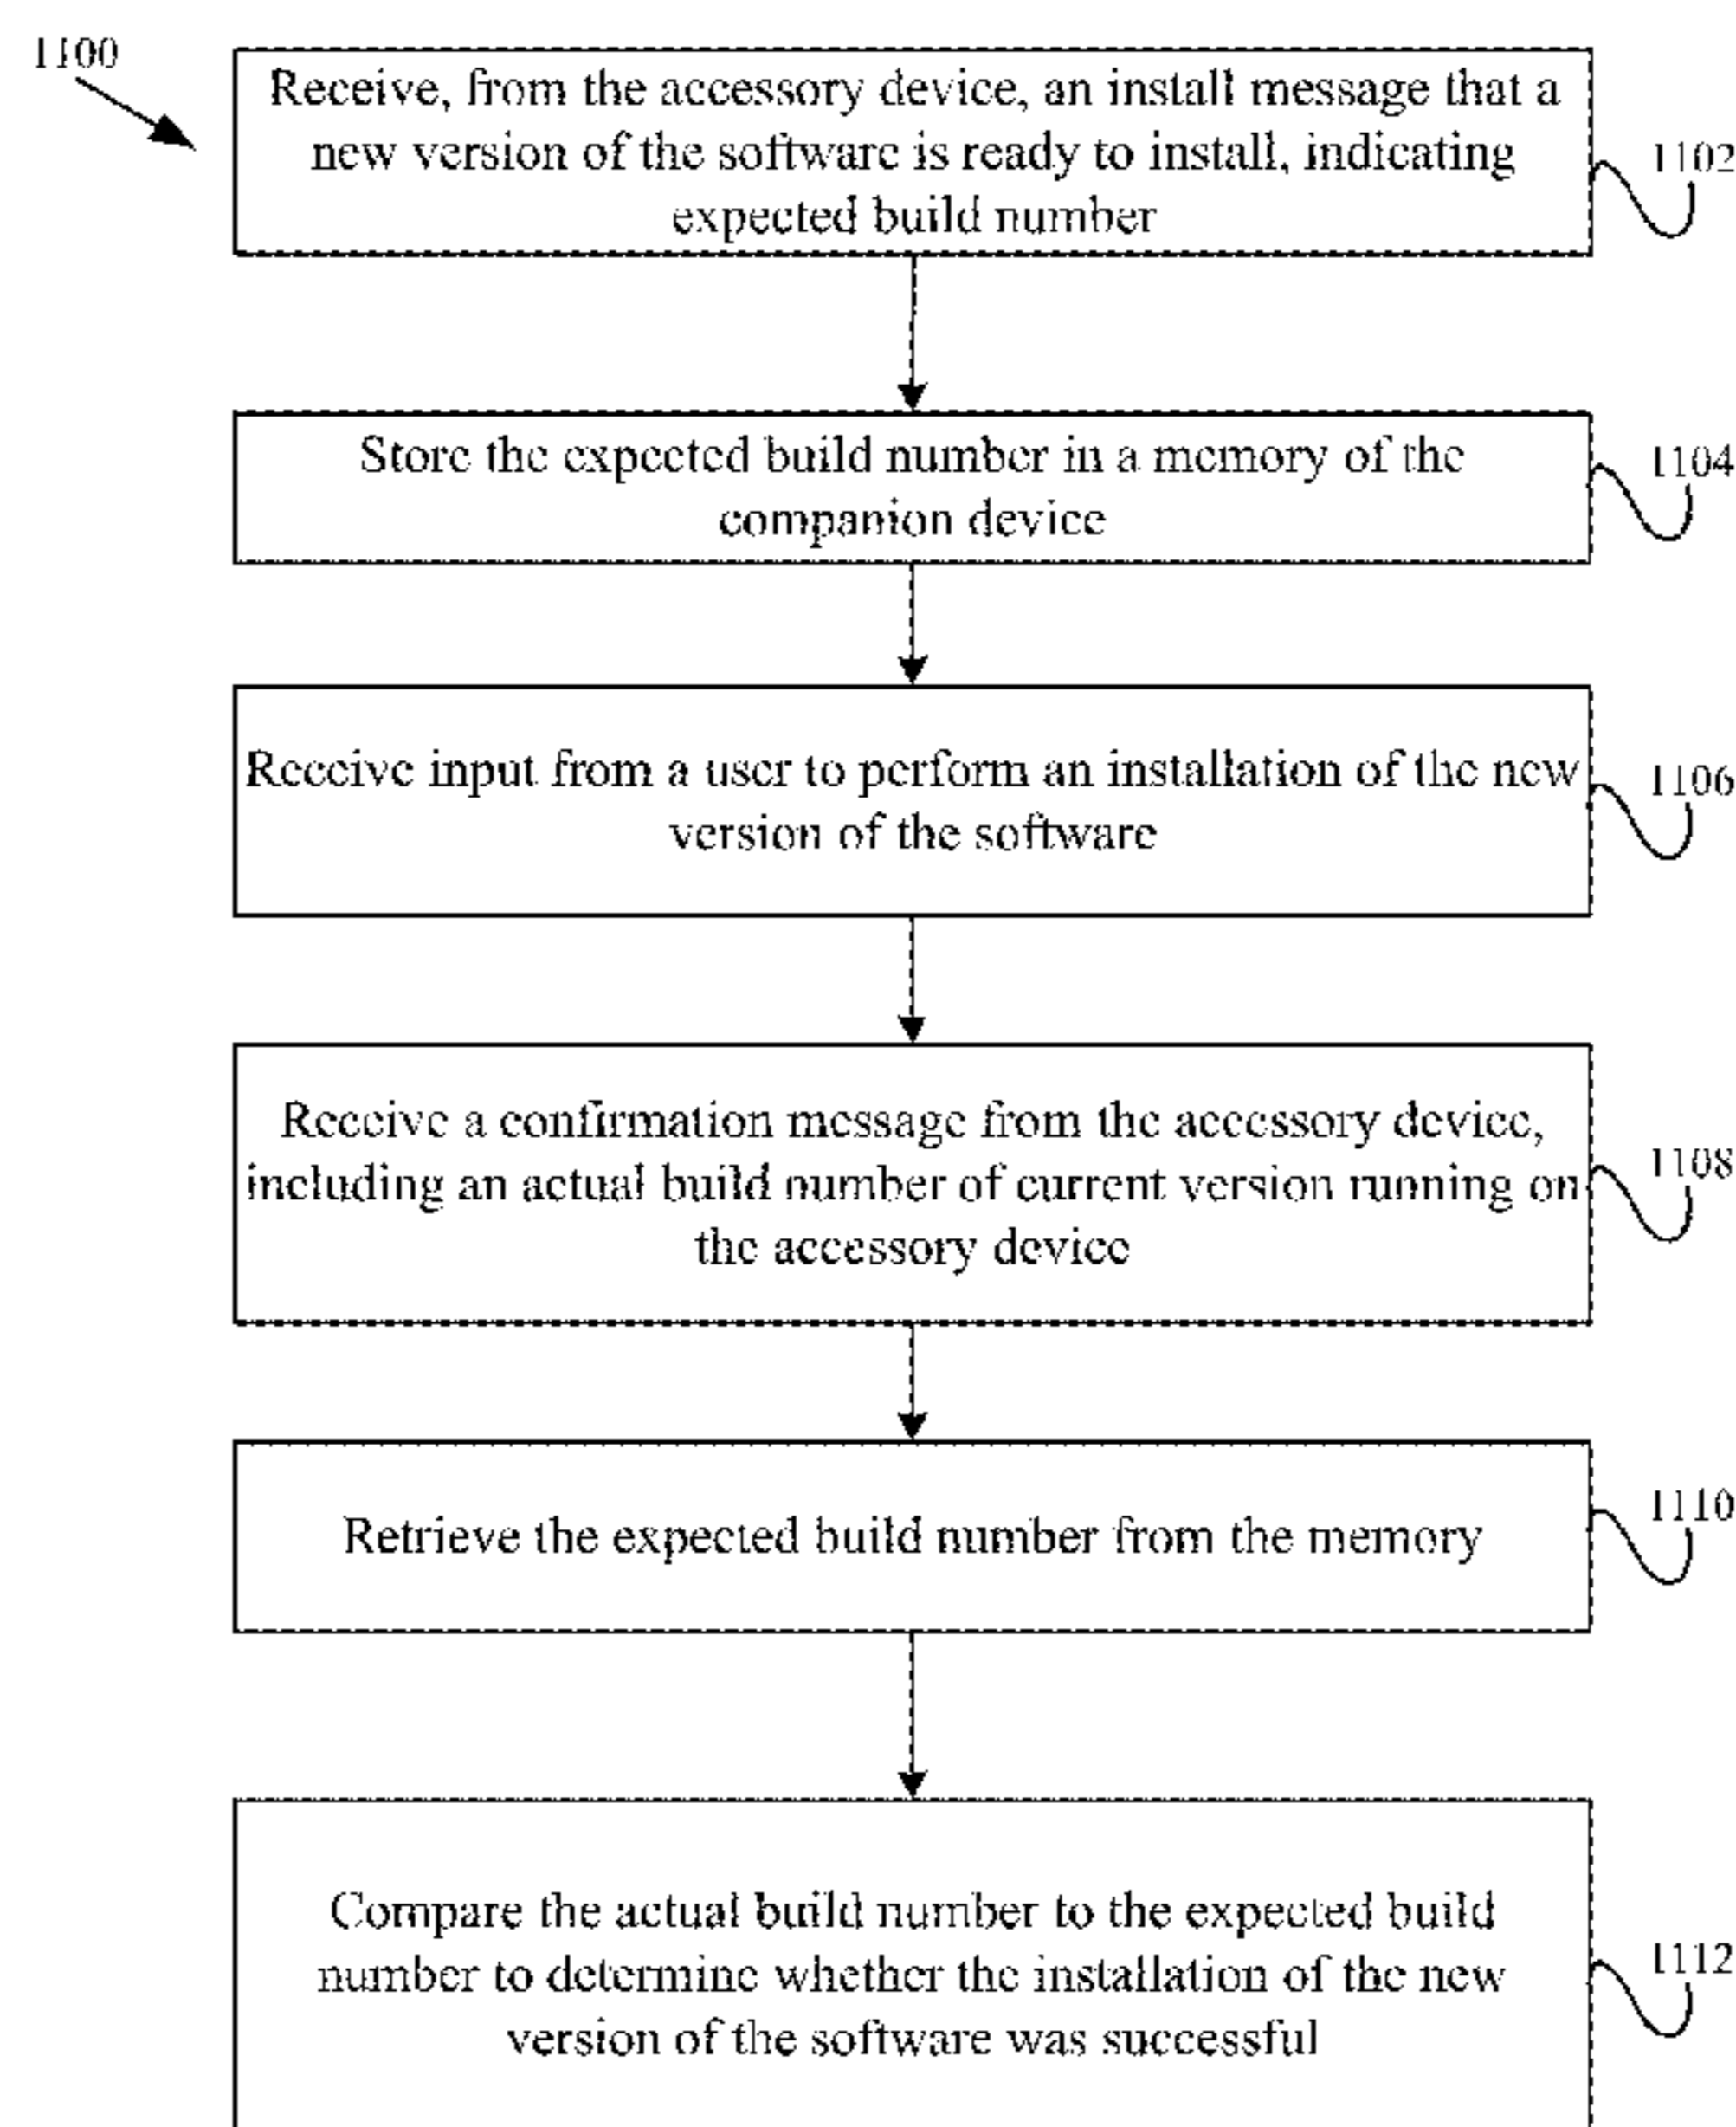 1100
Receive, from the accessory device, an install message that a
new version of the software is ready to install, indicating
expected build number
1102
Store the expected build number in a memory of the
companion device
1104
Receive input from a user to perform an installation of the new
version of the software
1106
Receive a confirmation message from the accessory device,
including an actual build number of current version running on
the accessory device
1108
Retrieve the expected build number from the memory
1110
Compare the actual build number to the expected build
number to determine whether the installation of the new
version of the software was successful
1112